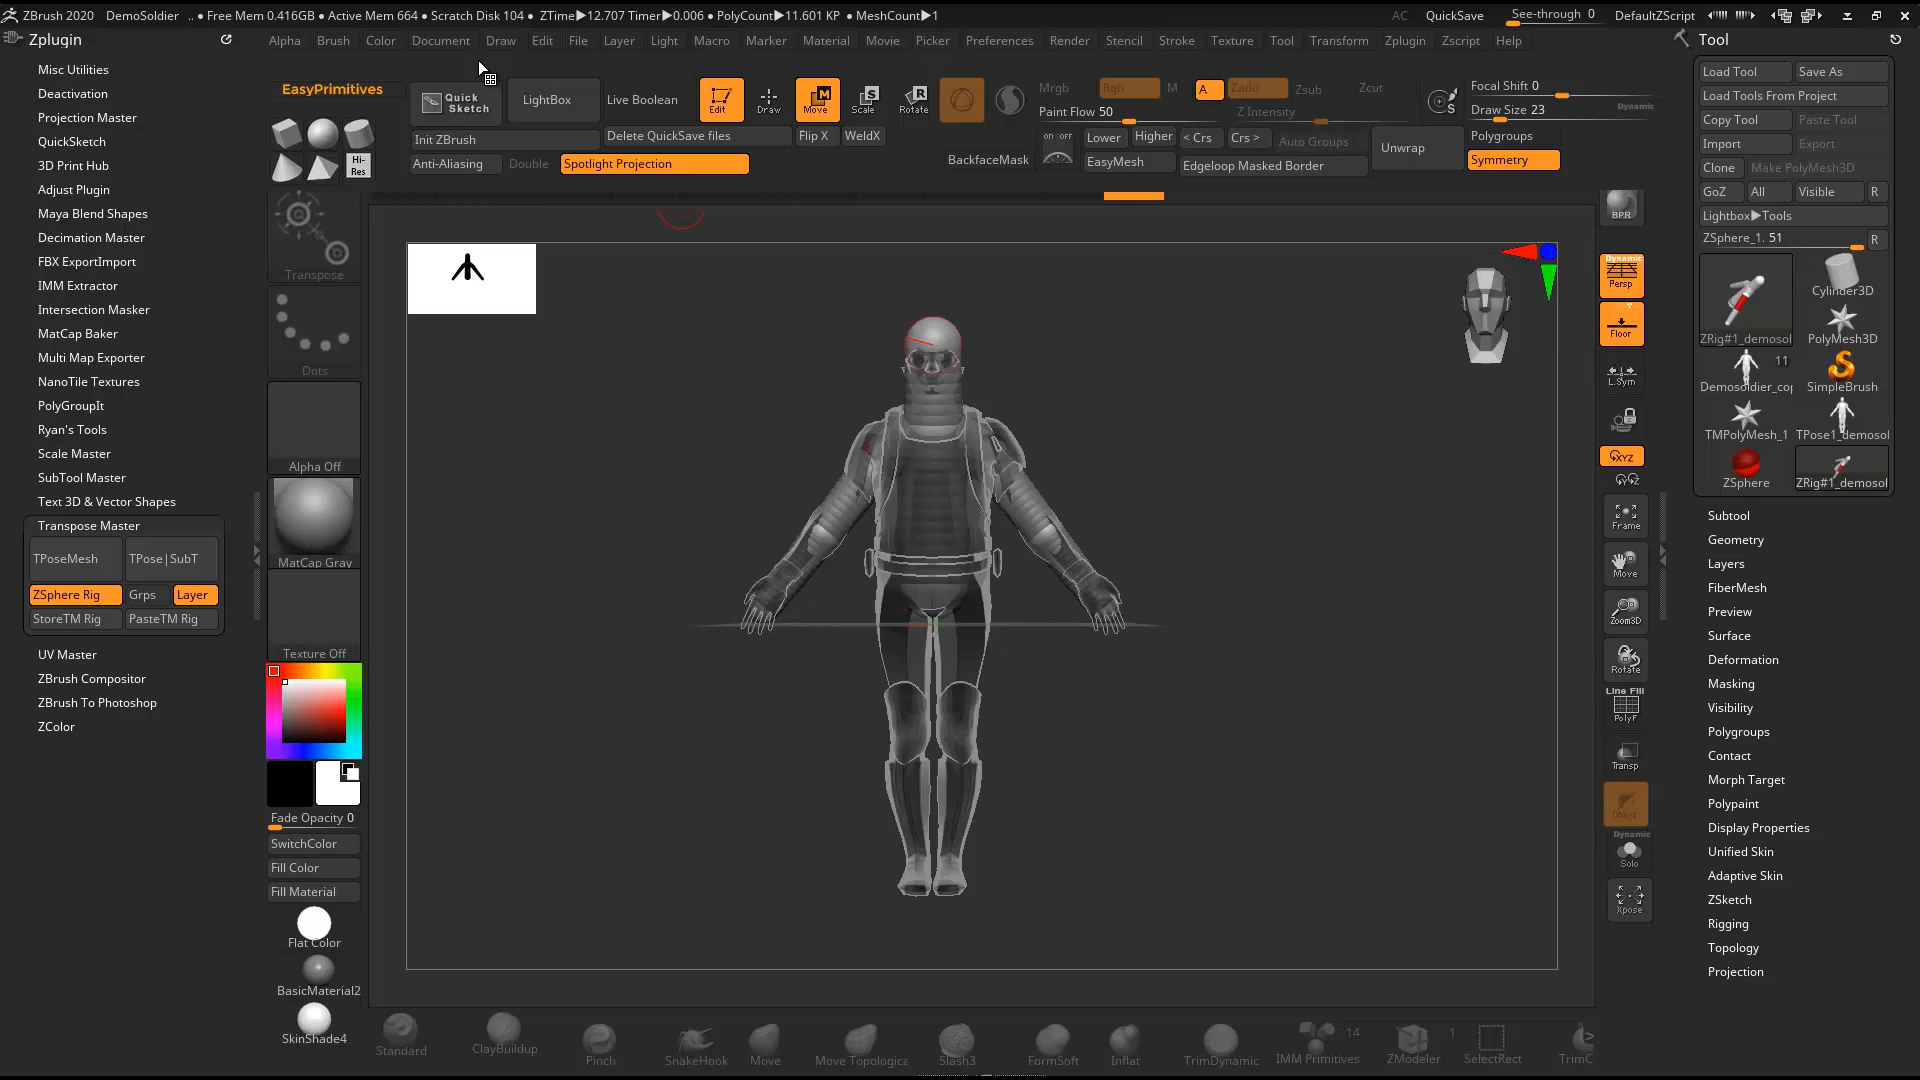 ZBrush 2020 DemoSoldier .. ● Free Mem 0.416GB ● Active Mem 664 ● Scratch Disk 104 ● ZTime▶12.707 Timer▶0.006 ● PolyCount▶11.601 KP ● MeshCount▶1 AC QuickSave See-through 0 DefaultZScript
Zplugin
Alpha Brush Color Document Draw Edit File Layer Light Macro Marker Material Movie Picker Preferences Render Stencil Stroke Texture Tool Transform Zplugin Zscript Help
Tool
Misc Utilities
Deactivation
Projection Master
QuickSketch
3D Print Hub
Adjust Plugin
Maya Blend Shapes
Decimation Master
FBX ExportImport
IMM Extractor
Intersection Masker
MatCap Baker
Multi Map Exporter
NanoTile Textures
PolyGroupIt
Ryan's Tools
Scale Master
SubTool Master
Text 3D & Vector Shapes
Transpose Master
TPoseMesh TPose|SubT
ZSphere Rig Grps Layer
StoreTM Rig PasteTM Rig
UV Master
ZBrush Compositor
ZBrush To Photoshop
ZColor
EasyPrimitives
Hi-
Res
Quick
Sketch
LightBox
Live Boolean
Edit
Draw
Move
Scale
Rotate
Mrgb Rgb M
Paint Flow 50
A Zadd Zsub Zcut
Z Intensity
Focal Shift 0
Draw Size 23 Dynamic
S
Init ZBrush
Delete QuickSave files
Flip X WeldX
on off
Lower Higher < Crs Crs > Auto Groups
Unwrap
Polygroups
Anti-Aliasing Double Spotlight Projection
BackfaceMask
EasyMesh
Edgeloop Masked Border
Symmetry
Transpose
Dots
Alpha Off
MatCap Gray
Texture Off
Fade Opacity 0
SwitchColor
Fill Color
Fill Material
Flat Color
BasicMaterial2
SkinShade4
BPR
Dynamic
Persp
Floor
L.Sym
XYZ
Frame
Move
Zoom3D
Rotate
Line Fill
PolyF
Transp
Ghost
Dynamic
Solo
Xpose
Load Tool Save As
Load Tools From Project
Copy Tool Paste Tool
Import Export
Clone Make PolyMesh3D
GoZ All Visible R
Lightbox▶Tools
ZSphere_1. 51 R
ZRig#1_demosol
Cylinder3D
PolyMesh3D
11
Demosoldier_cop
SimpleBrush
TMPolyMesh_1 TPose1_demosol
ZSphere ZRig#1_demosol
Subtool
Geometry
Layers
FiberMesh
Preview
Surface
Deformation
Masking
Visibility
Polygroups
Contact
Morph Target
Polypaint
Display Properties
Unified Skin
Adaptive Skin
ZSketch
Rigging
Topology
Projection
Standard ClayBuildup Pinch SnakeHook Move Move Topologica Slash3 FormSoft Inflat TrimDynamic 14 IMM Primitives 1 ZModeler SelectRect TrimC